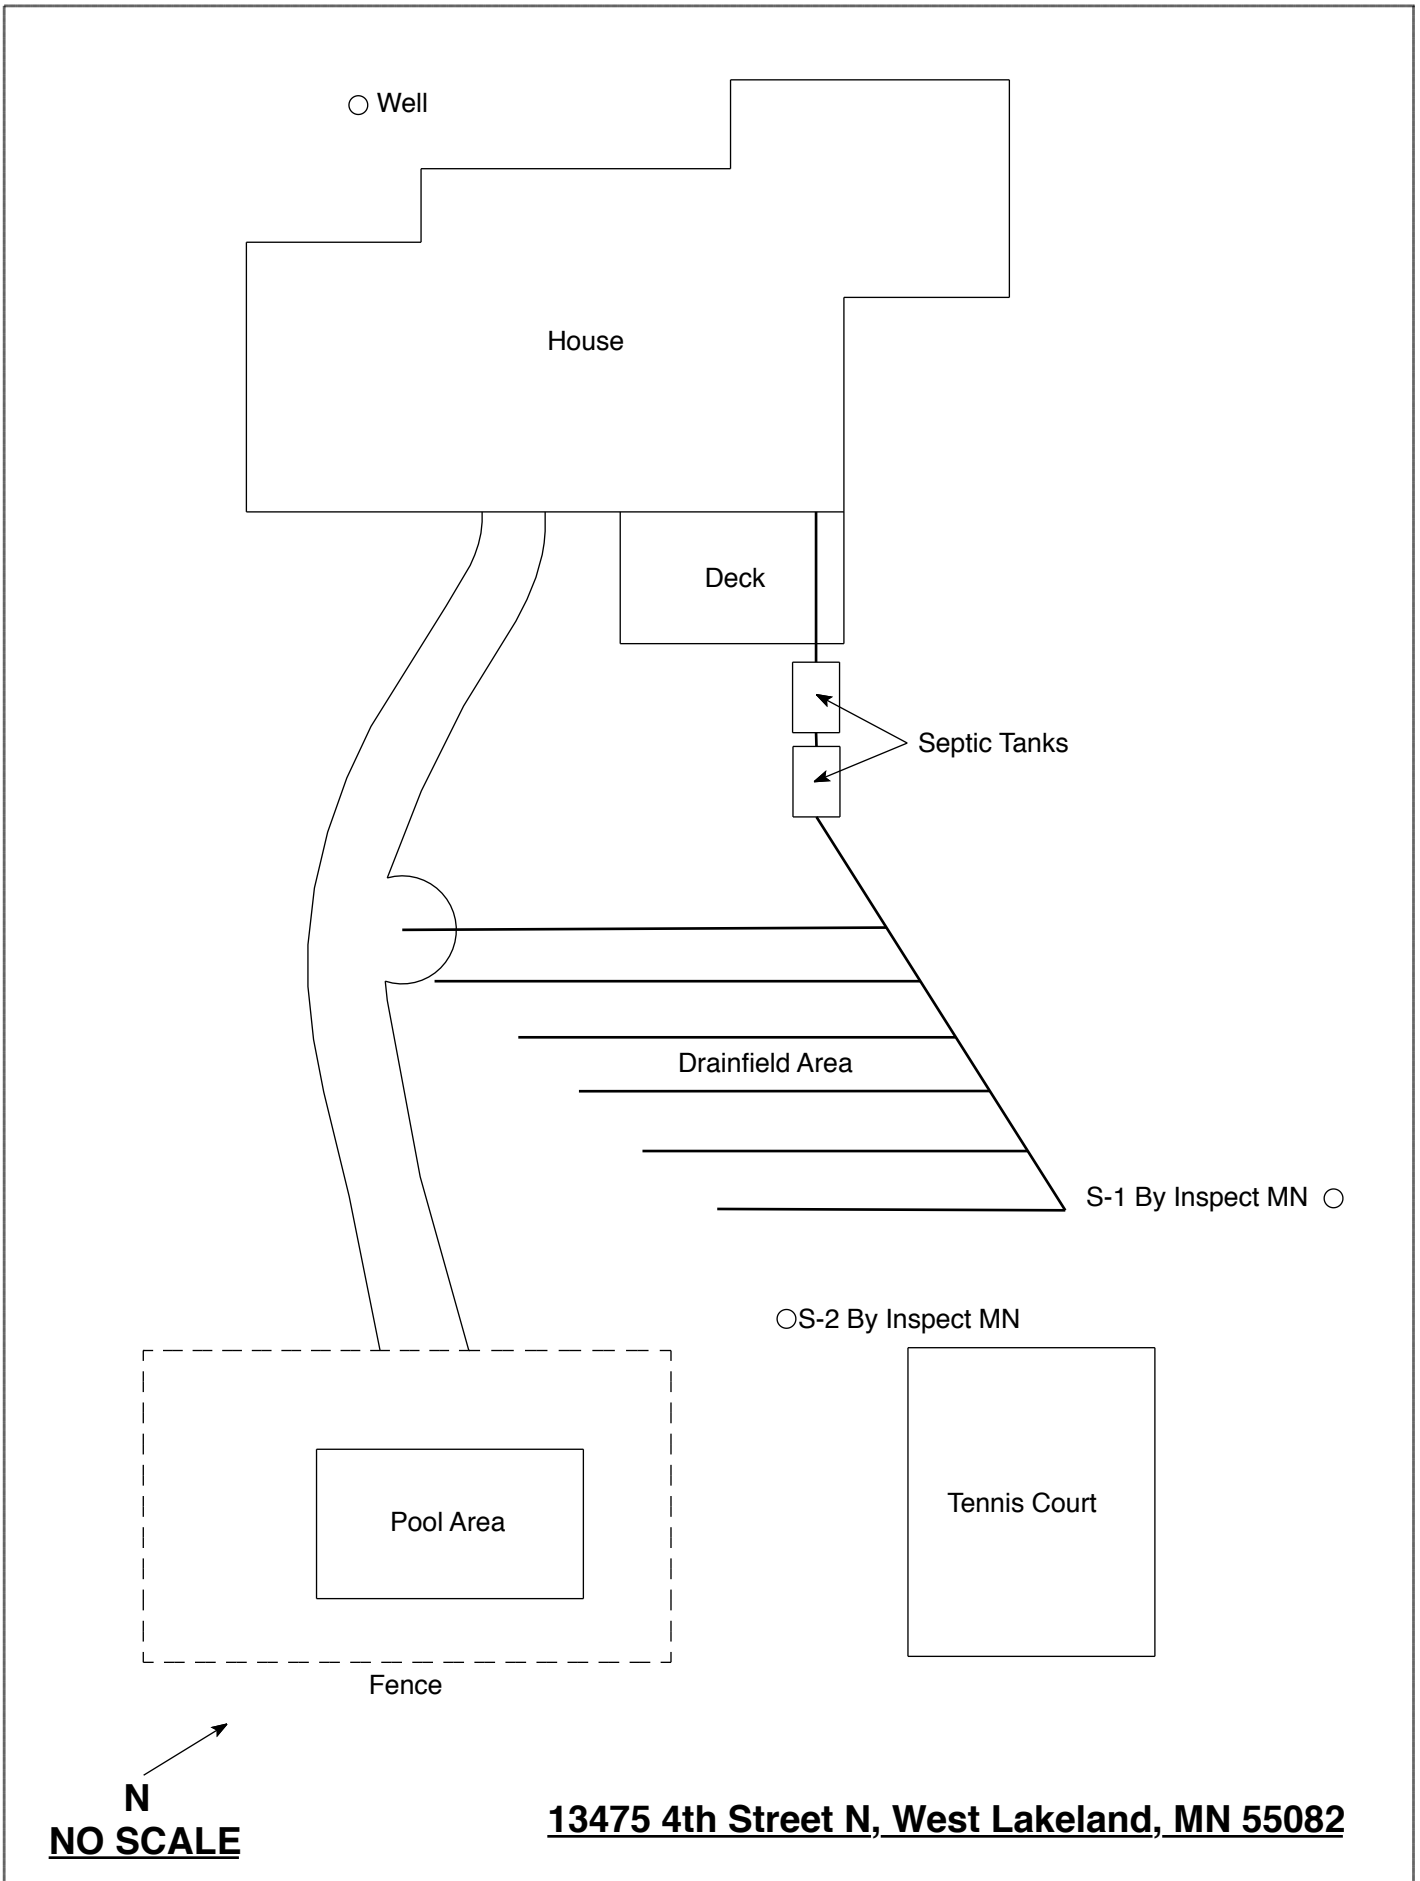 Well
House
Deck
Septic Tanks
Drainfield Area
S-1 By Inspect MN
S-2 By Inspect MN
Tennis Court
Pool Area
Fence
N
NO SCALE
13475 4th Street N, West Lakeland, MN 55082